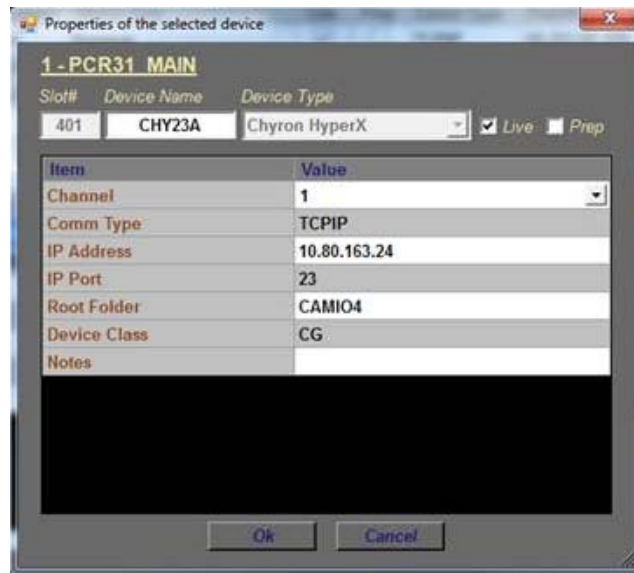 Properties of the selected device
1 - PCR31 MAIN
Slot# Device Name Device Type
401 CHY23A Chyron HyperX Live Prep
Item Value
Channel 1
Comm Type TCPIP
IP Address 10.80.163.24
IP Port 23
Root Folder CAMIO4
Device Class CG
Notes
Ok Cancel